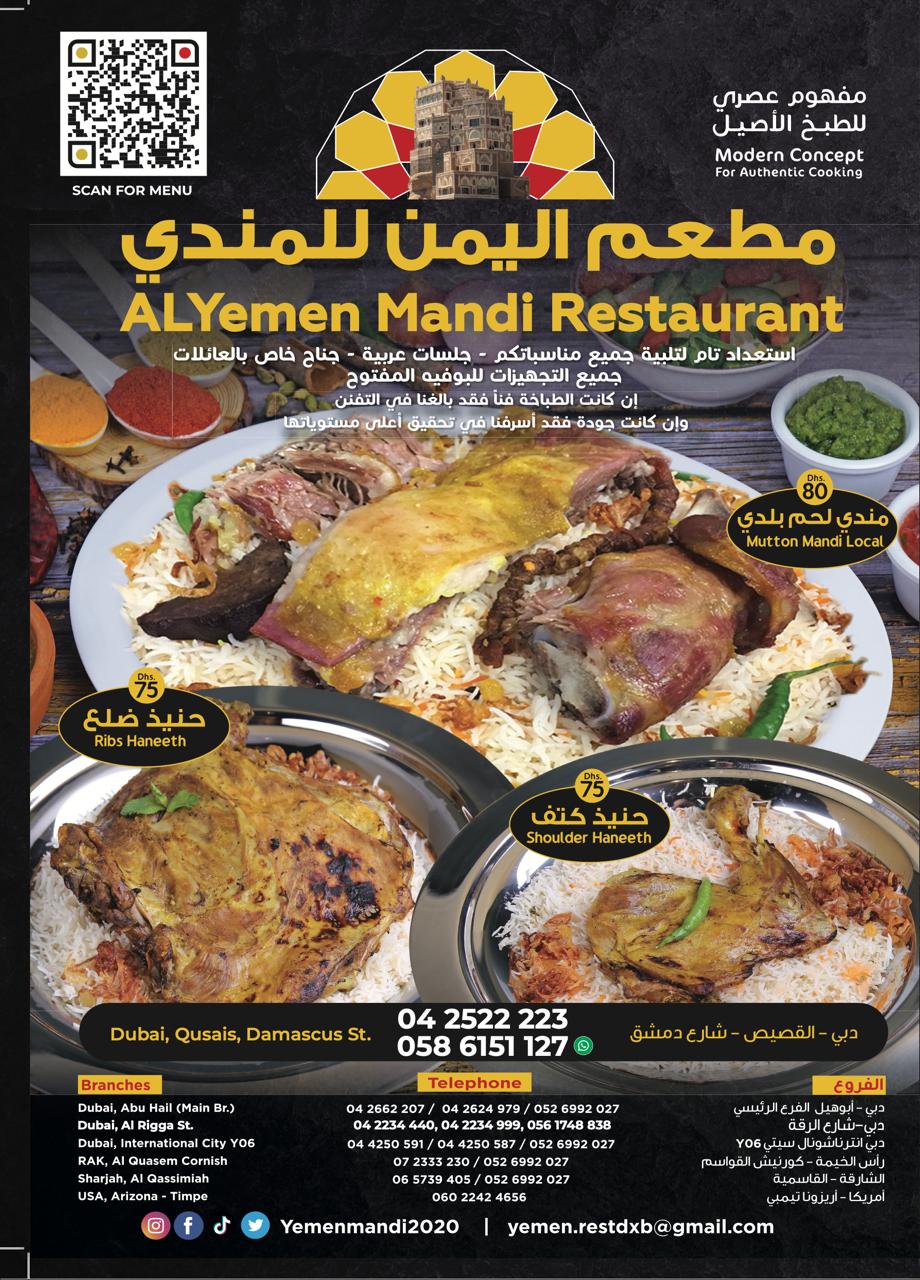 SCAN FOR MENU
مفهوم عصري
للطبخ الأصيل
Modern Concept
For Authentic Cooking
مطعم اليمن للمندي
ALYemen Mandi Restaurant
استعداد تام لتلبية جميع مناسباتكم - جلسات عربية - جناح خاص بالعائلات
جميع التجهيزات للبوفيه المفتوح
إن كانت الطباخة فناً فقد بالغنا في التفنن
وإن كانت جودة فقد أسرفنا في تحقيق أعلى مستوياتها
Dhs.
80
مندي لحم بلدي
Mutton Mandi Local
Dhs.
75
حنيذ ضلع
Ribs Haneeth
Dhs.
75
حنيذ كتف
Shoulder Haneeth
Dubai, Qusais, Damascus St.
04 2522 223
058 6151 127
دبي - القصيص - شارع دمشق
Branches
Telephone
الفروع
Dubai, Abu Hail (Main Br.) 04 2662 207 / 04 2624 979 / 052 6992 027 دبي - أبوهيل الفرع الرئيسي
Dubai, Al Rigga St. 04 2234 440, 04 2234 999, 056 1748 838 دبي-شارع الرقة
Dubai, International City Y06 04 4250 591 / 04 4250 587 / 052 6992 027 دبي انترناشونال سيتي Y06
RAK, Al Quasem Cornish 07 2333 230 / 052 6992 027 رأس الخيمة - كورنيش القواسم
Sharjah, Al Qassimiah 06 5739 405 / 052 6992 027 الشارقة - القاسمية
USA, Arizona - Timpe 060 2242 4656 أمريكا - أريزونا تيمبي
Yemenmandi2020 | yemen.restdxb@gmail.com